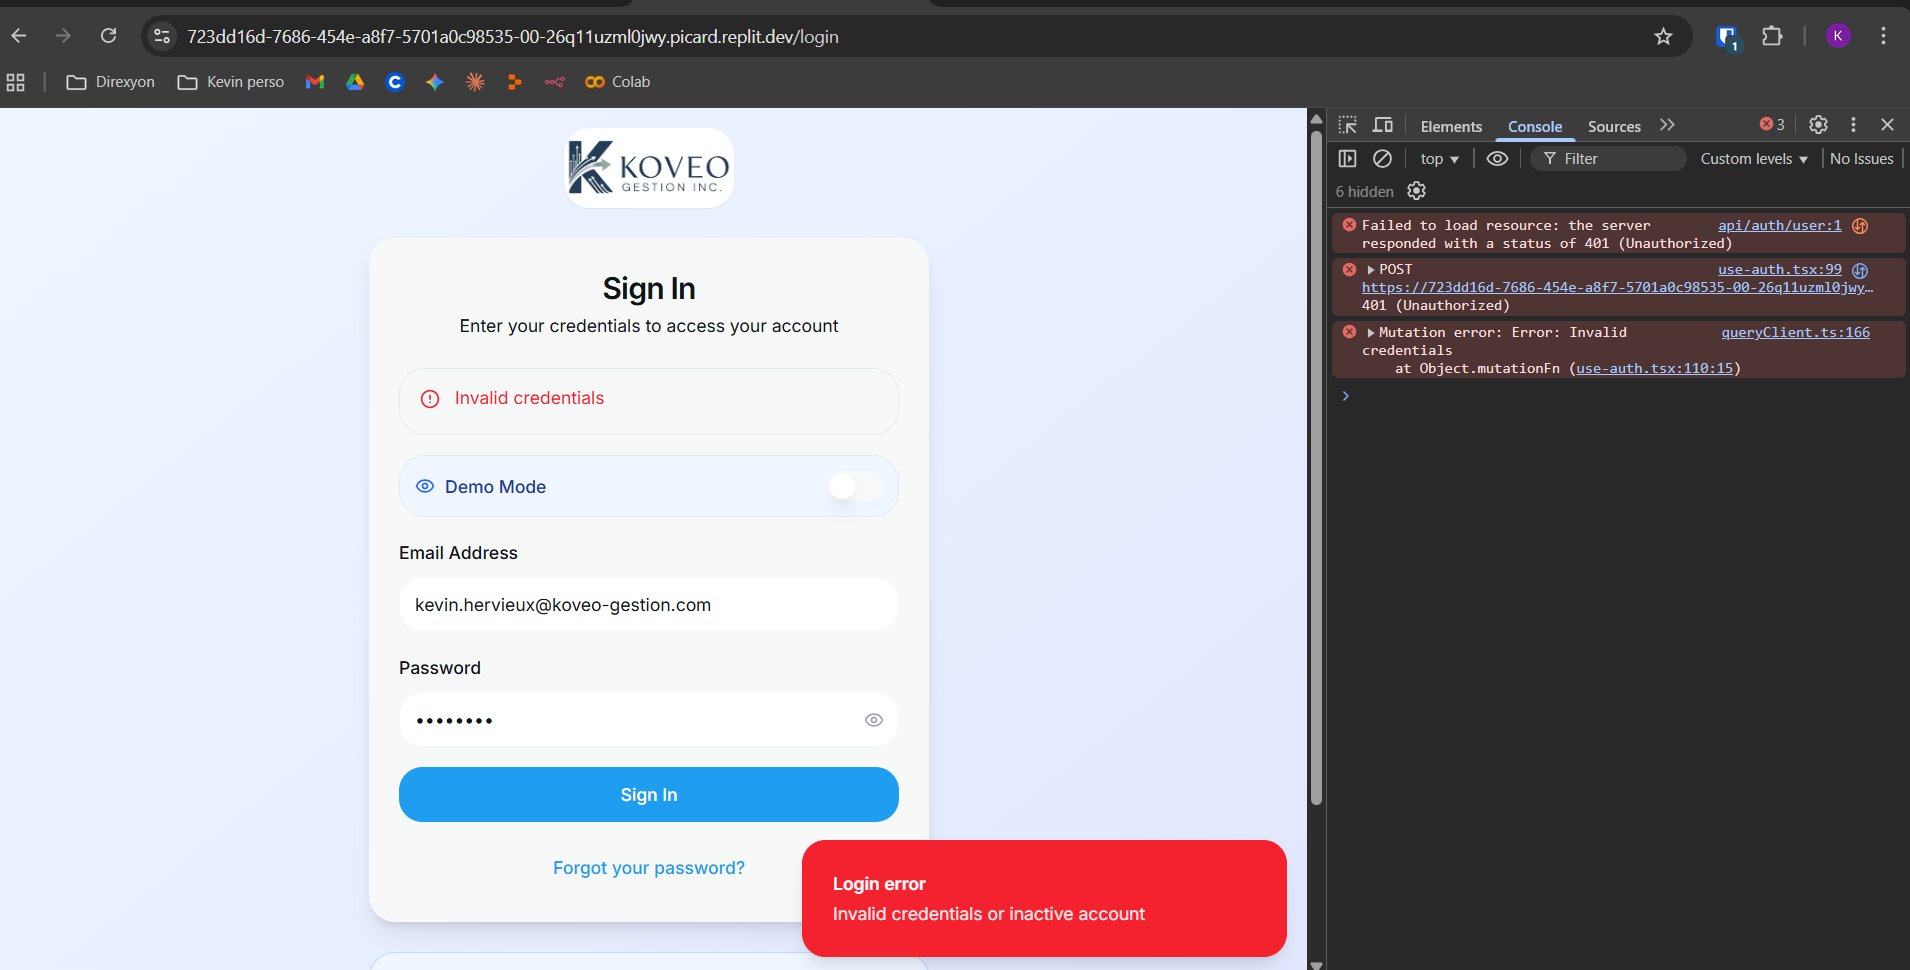 723dd16d-7686-454e-a8f7-5701a0c98535-00-26q11uzml0jwy.picard.replit.dev/login
1
K
Direxyon
Kevin perso
Colab
KOVEO
GESTION INC.
Sign In
Enter your credentials to access your account
Invalid credentials
Demo Mode
Email Address
kevin.hervieux@koveo-gestion.com
Password
Sign In
Forgot your password?
Login error
Invalid credentials or inactive account
Elements
Console
Sources
3
top
Filter
Custom levels
No Issues
6 hidden
Failed to load resource: the server api/auth/user:1
responded with a status of 401 (Unauthorized)
POST use-auth.tsx:99
https://723dd16d-7686-454e-a8f7-5701a0c98535-00-26q11uzml0jwy…
401 (Unauthorized)
Mutation error: Error: Invalid queryClient.ts:166
credentials
at Object.mutationFn (use-auth.tsx:110:15)